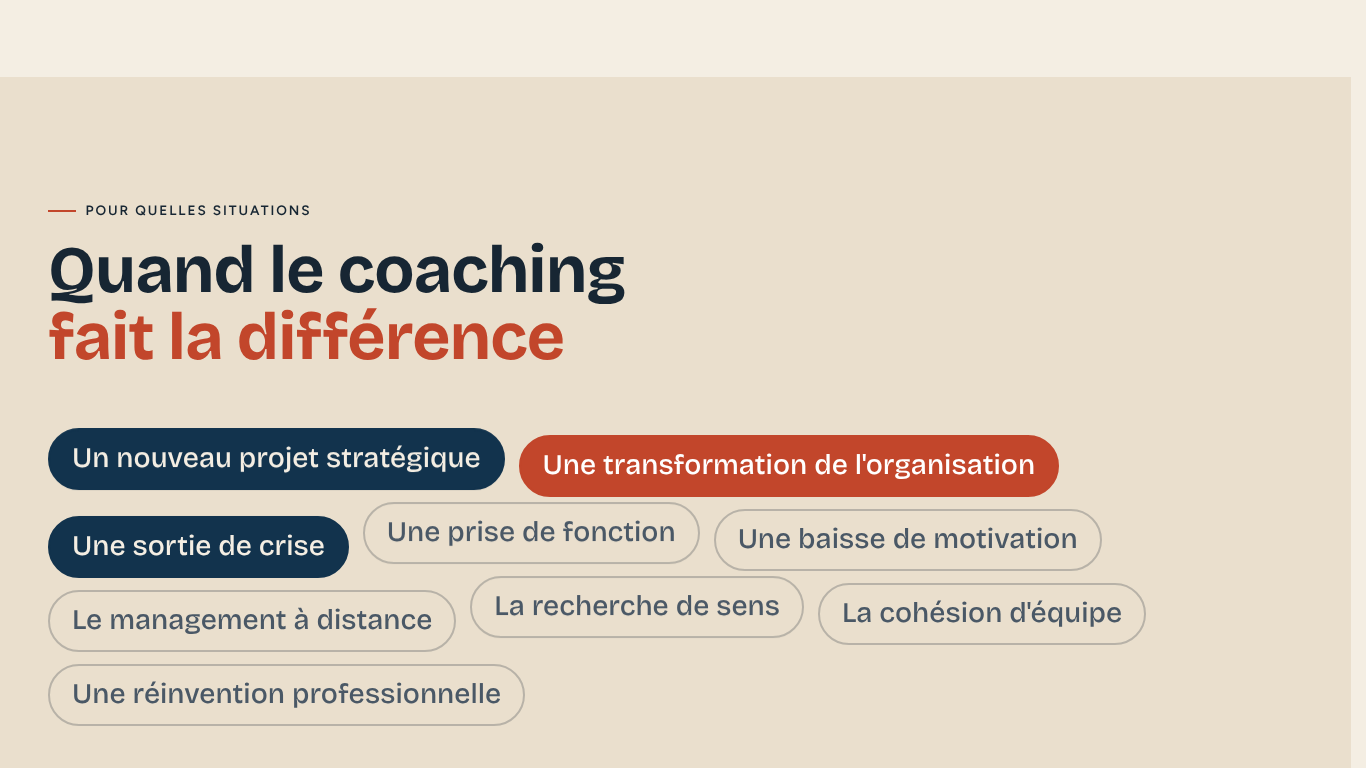 POUR QUELLES SITUATIONS
Quand le coaching
fait la différence
Un nouveau projet stratégique
Une transformation de l'organisation
Une sortie de crise
Une prise de fonction
Une baisse de motivation
Le management à distance
La recherche de sens
La cohésion d'équipe
Une réinvention professionnelle